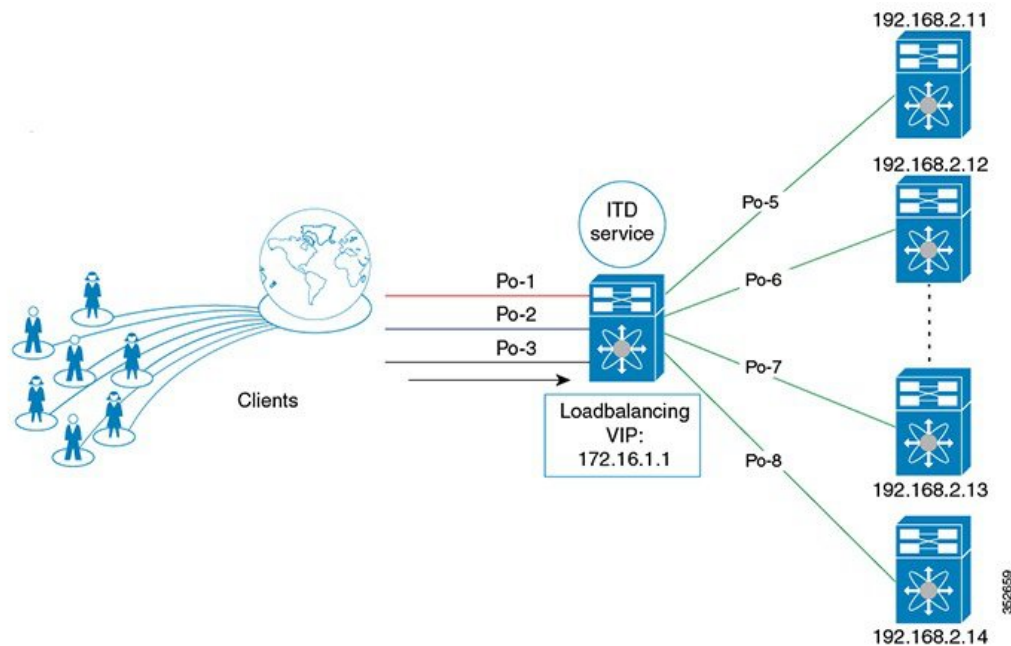 192.168.2.11
192.168.2.12
Po-5
ITD
service
Po-6
Po-1
Po-2
Po-3
Po-7
Clients
Loadbalancing
VIP:
172.16.1.1
Po-8
192.168.2.13
192.168.2.14
352659